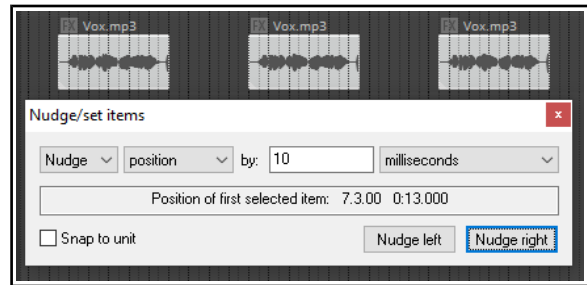 FX Vox.mp3 FX Vox.mp3 FX Vox.mp3
Nudge/set items x
Nudge position by: 10 milliseconds
Position of first selected item: 7.3.00 0:13.000
Snap to unit Nudge left Nudge right